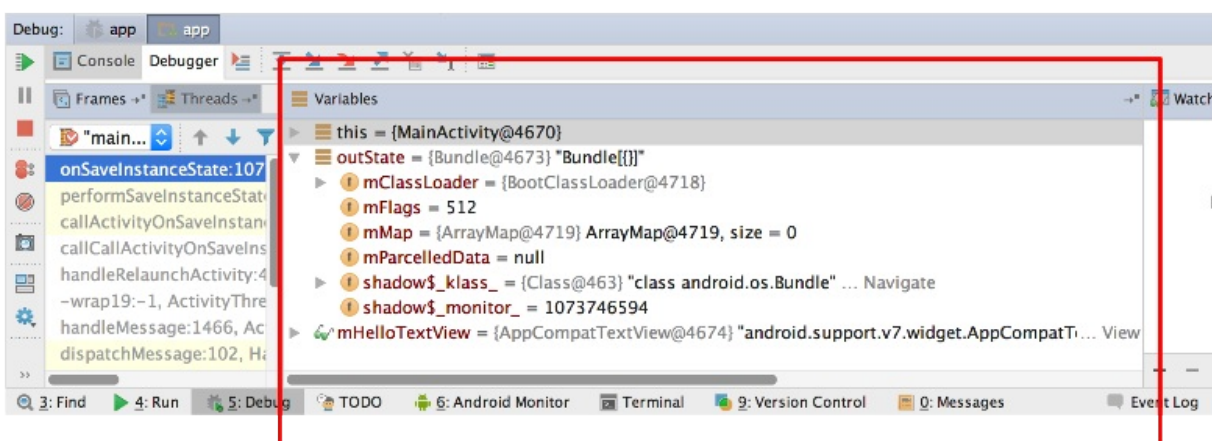 Debug: app app
Console Debugger
Frames Threads
Variables
Watch
"main...
this = {MainActivity@4670}
onSaveInstanceState:107
outState = {Bundle@4673} "Bundle[{}]"
performSaveInstanceStat
mClassLoader = {BootClassLoader@4718}
callActivityOnSaveInstan
mFlags = 512
callCallActivityOnSaveIns
mMap = {ArrayMap@4719} ArrayMap@4719, size = 0
handleRelaunchActivity:4
mParcelledData = null
-wrap19:-1, ActivityThre
shadow$_klass_ = {Class@463} "class android.os.Bundle" ... Navigate
handleMessage:1466, Ac
shadow$_monitor_ = 1073746594
dispatchMessage:102, Ha
mHelloTextView = {AppCompatTextView@4674} "android.support.v7.widget.AppCompatT... View
3: Find 4: Run 5: Debug TODO 6: Android Monitor Terminal 9: Version Control 0: Messages Event Log